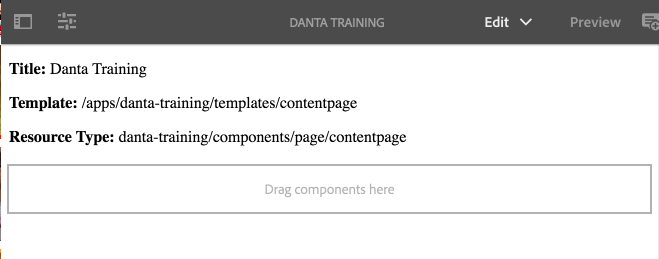 DANTA TRAINING Edit Preview
Title: Danta Training
Template: /apps/danta-training/templates/contentpage
Resource Type: danta-training/components/page/contentpage
Drag components here